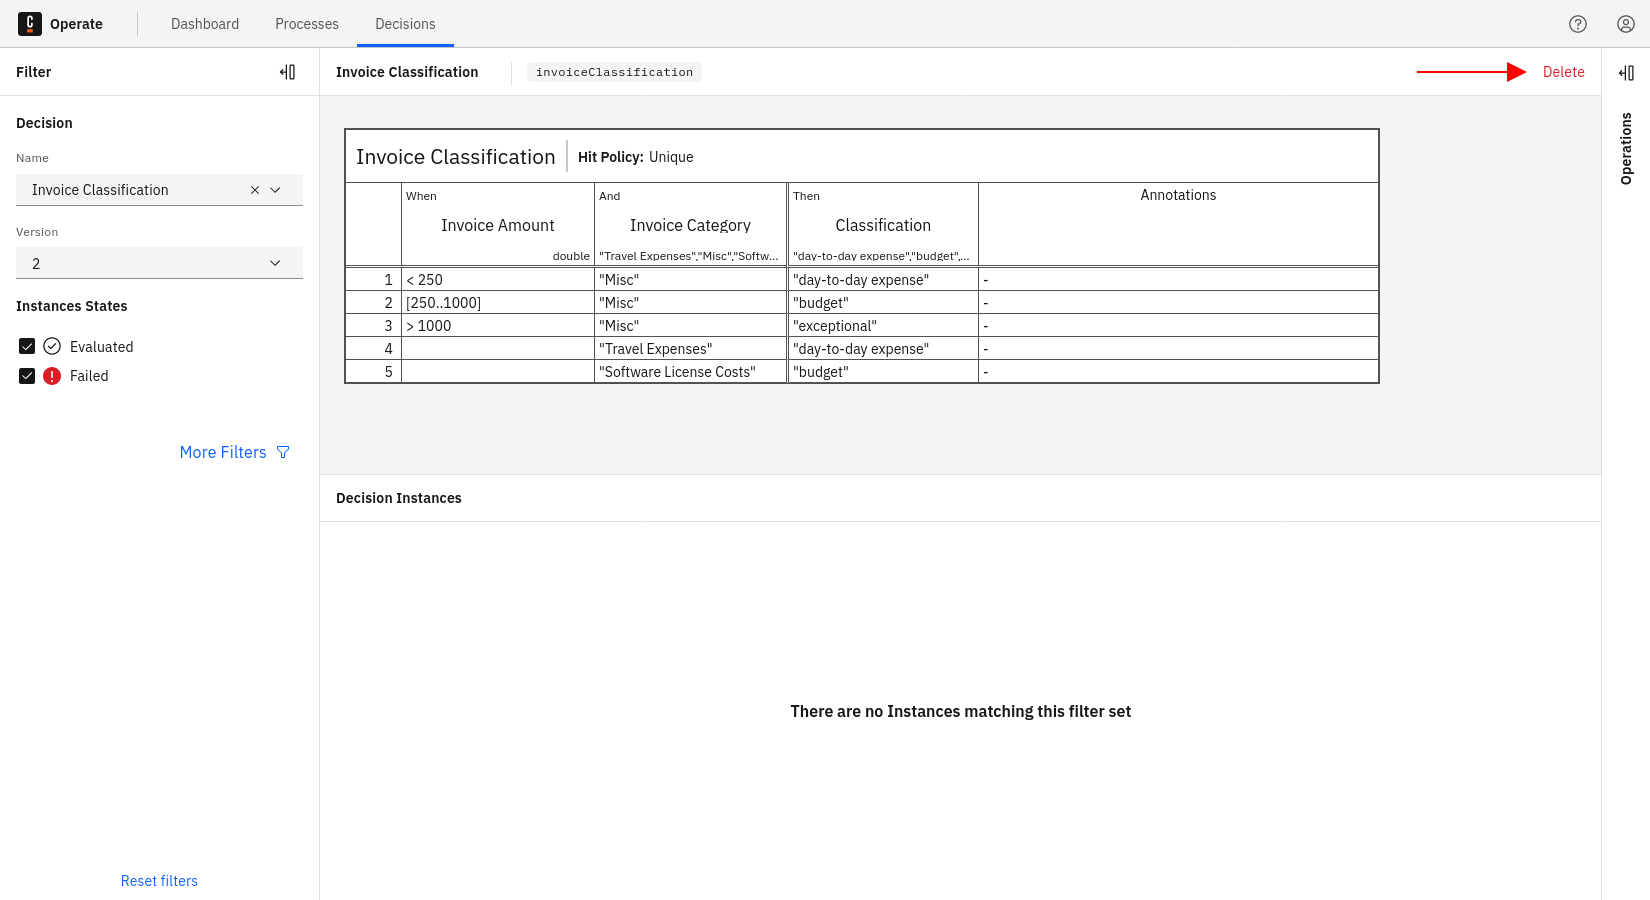 Operate
Dashboard
Processes
Decisions
Filter
Invoice Classification
invoiceClassification
Delete
Operations
Decision
Name
Invoice Classification
Version
2
Instances States
Evaluated
Failed
More Filters
Reset filters
Invoice Classification Hit Policy: Unique
When And Then Annotations
Invoice Amount Invoice Category Classification
double "Travel Expenses","Misc","Softw... "day-to-day expense","budget",...
1 < 250 "Misc" "day-to-day expense" -
2 [250..1000] "Misc" "budget" -
3 > 1000 "Misc" "exceptional" -
4 "Travel Expenses" "day-to-day expense" -
5 "Software License Costs" "budget" -
Decision Instances
There are no Instances matching this filter set